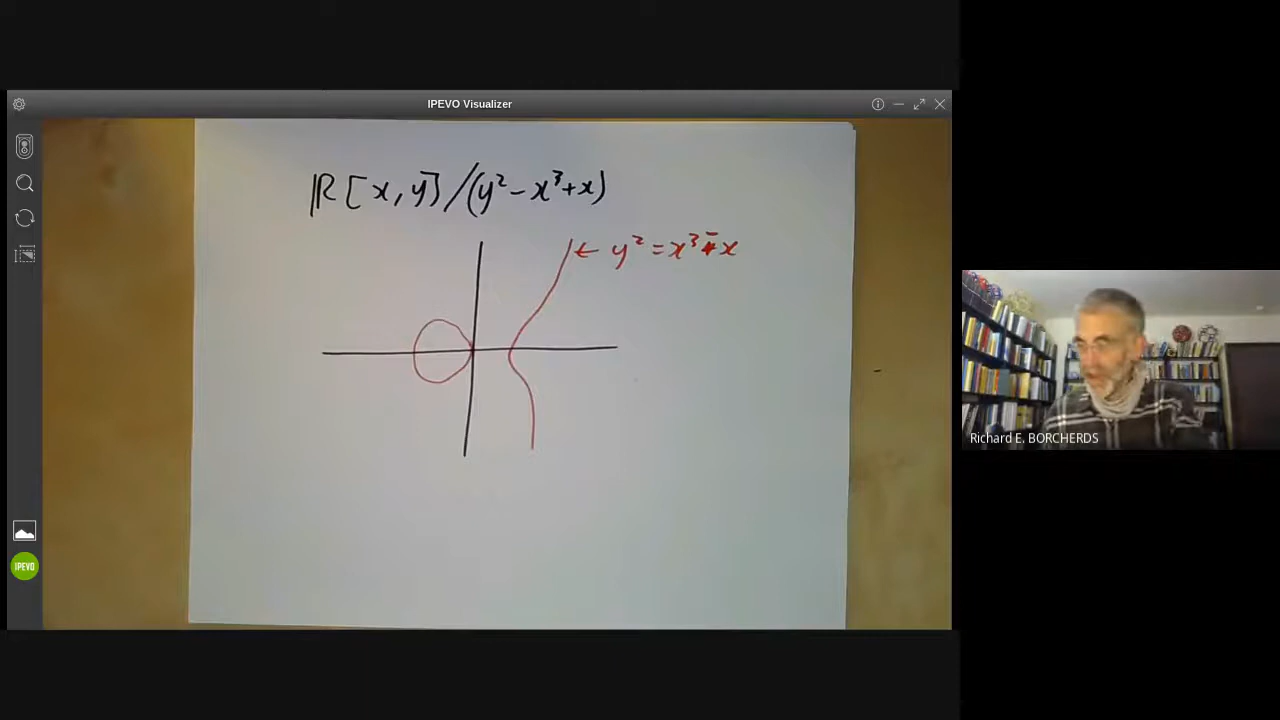 IPEVO Visualizer
ℝ[x,y]/(y²-x³+x)
← y²=x³-x
Richard E. BORCHERDS
IPEVO